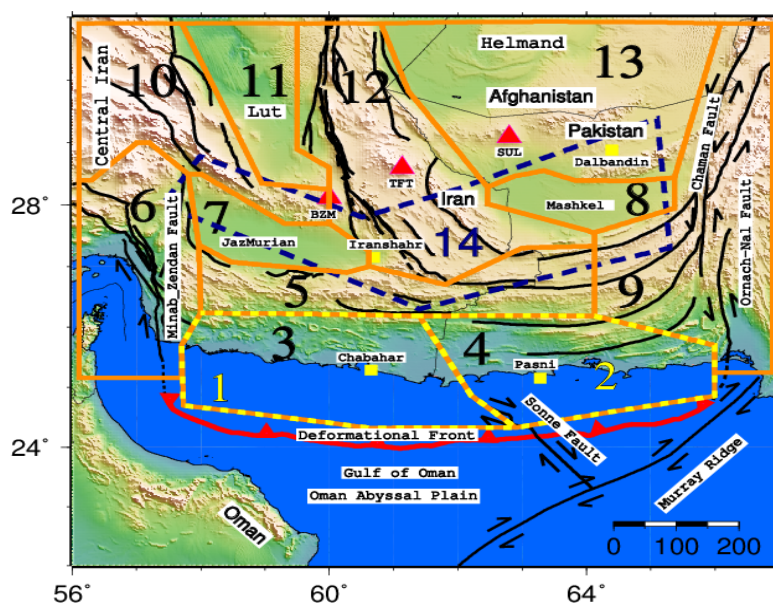 Helmand
13
Central Iran
10
11
12
Lut
Afghanistan
Chaman Fault
SUL
Pakistan
Dalbandin
TFT
Ornach-Nal Fault
28°
6
7
BZM
Iran
Mashkel
8
Minab_Zendan Fault
JazMurian
Iranshahr
14
5
9
3
4
Chabahar
Pasni
1
2
24°
Deformational Front
Sonne Fault
Gulf of Oman
Oman Abyssal Plain
Murray Ridge
Oman
0 100 200
56° 60° 64°